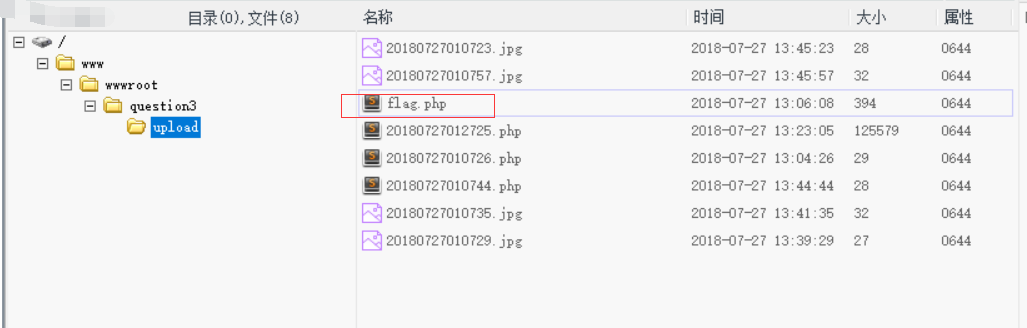 目录(0),文件(8) 名称 时间 大小 属性
/
www
wwwroot
question3
upload
20180727010723.jpg 2018-07-27 13:45:23 28 0644
20180727010757.jpg 2018-07-27 13:45:57 32 0644
flag.php 2018-07-27 13:06:08 394 0644
20180727012725.php 2018-07-27 13:23:05 125579 0644
20180727010726.php 2018-07-27 13:04:26 29 0644
20180727010744.php 2018-07-27 13:44:44 28 0644
20180727010735.jpg 2018-07-27 13:41:35 32 0644
20180727010729.jpg 2018-07-27 13:39:29 27 0644